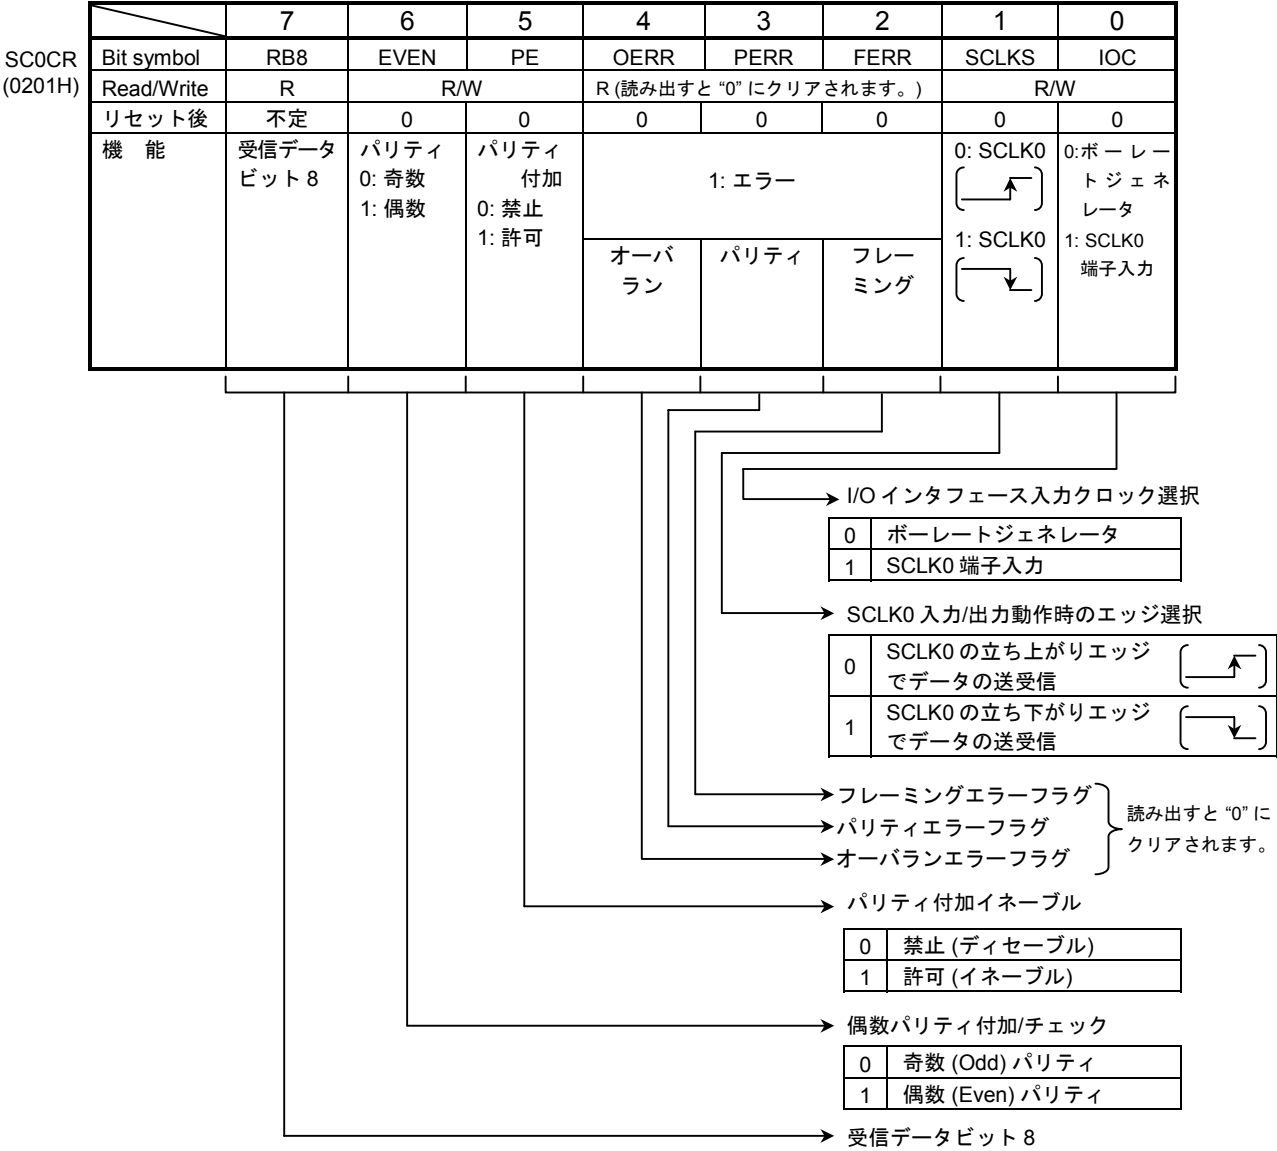 7 6 5 4 3 2 1 0
SC0CR
(0201H)
Bit symbol RB8 EVEN PE OERR PERR FERR SCLKS IOC
Read/Write R R/W R (読み出すと “0” にクリアされます。) R/W
リセット後 不定 0 0 0 0 0 0 0
機 能
受信データ
ビット 8
パリティ
0: 奇数
1: 偶数
パリティ
付加
0: 禁止
1: 許可
1: エラー
オーバ
ラン
パリティ
フレー
ミング
0: SCLK0
1: SCLK0
0:ボーレー
トジェネ
レータ
1: SCLK0
端子入力
I/O インタフェース入力クロック選択
0 ボーレートジェネレータ
1 SCLK0 端子入力
SCLK0 入力/出力動作時のエッジ選択
0 SCLK0 の立ち上がりエッジ
でデータの送受信
1 SCLK0 の立ち下がりエッジ
でデータの送受信
フレーミングエラーフラグ
パリティエラーフラグ
オーバランエラーフラグ
読み出すと “0” に
クリアされます。
パリティ付加イネーブル
0 禁止 (ディセーブル)
1 許可 (イネーブル)
偶数パリティ付加/チェック
0 奇数 (Odd) パリティ
1 偶数 (Even) パリティ
受信データビット 8